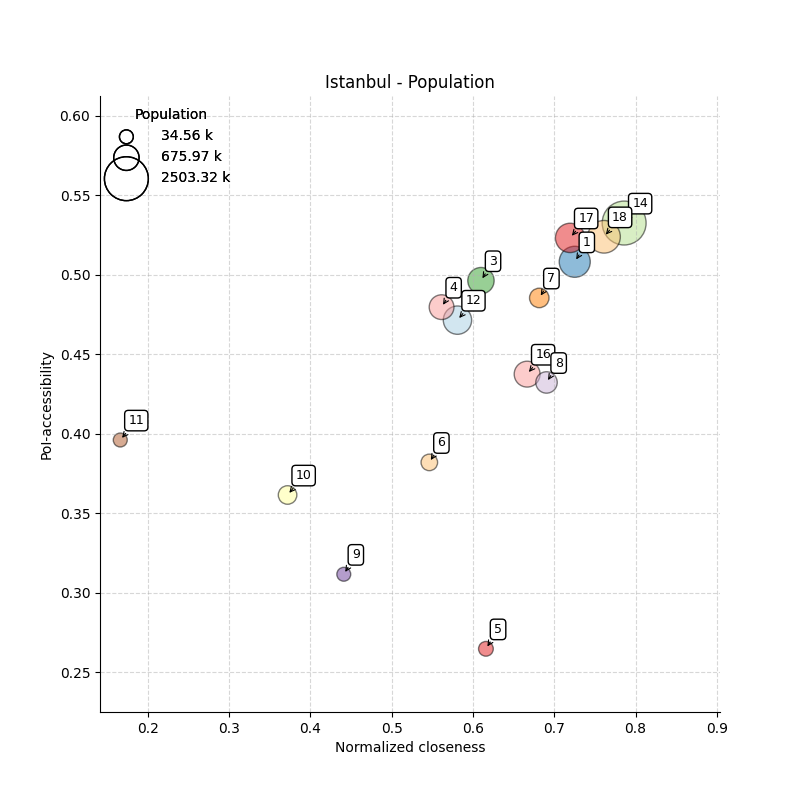 Istanbul - Population
Population
34.56 k
675.97 k
2503.32 k
0.60
0.55
0.50
0.45
0.40
0.35
0.30
0.25
PoI-accessibility
14
17
18
1
3
7
4
12
16
8
11
6
10
9
5
0.2 0.3 0.4 0.5 0.6 0.7 0.8 0.9
Normalized closeness